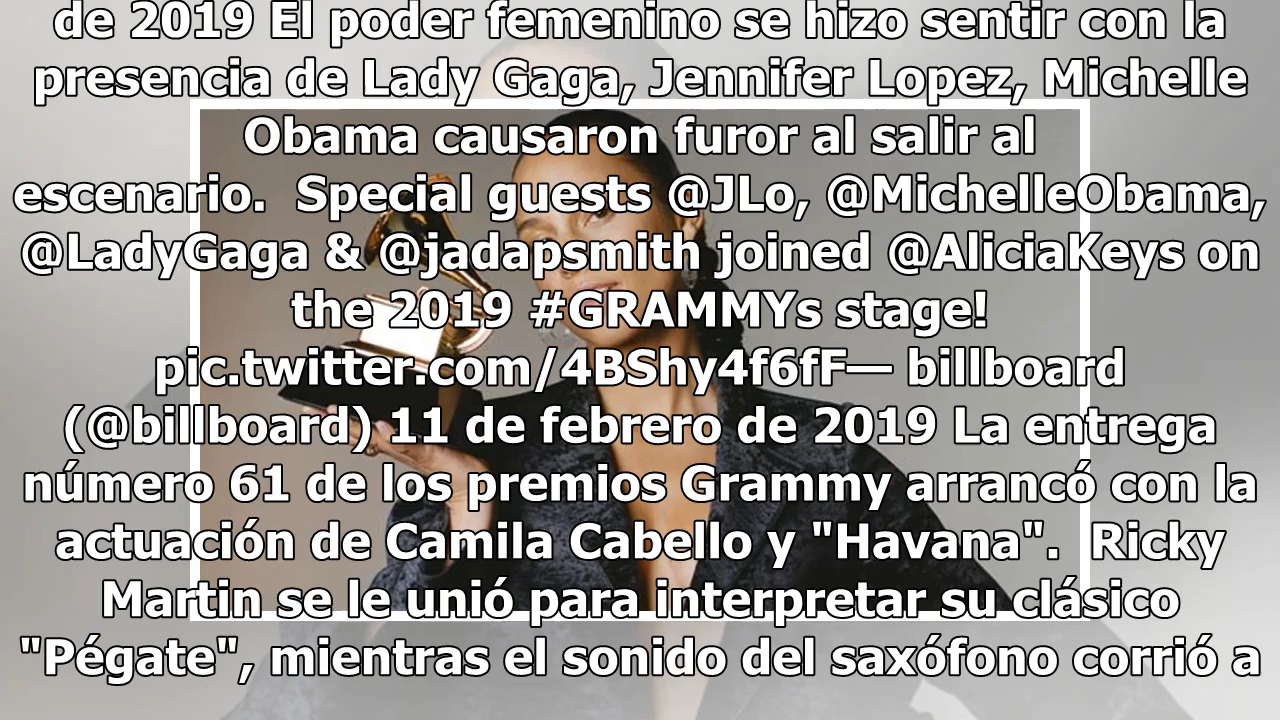 de 2019 El poder femenino se hizo sentir con la
presencia de Lady Gaga, Jennifer Lopez, Michelle
Obama causaron furor al salir al
escenario.  Special guests @JLo, @MichelleObama,
@LadyGaga & @jadapsmith joined @AliciaKeys on
the 2019 #GRAMMYs stage!
pic.twitter.com/4BShy4f6fF— billboard
(@billboard) 11 de febrero de 2019 La entrega
número 61 de los premios Grammy arrancó con la
actuación de Camila Cabello y "Havana".  Ricky
Martin se le unió para interpretar su clásico
"Pégate", mientras el sonido del saxófono corrió a